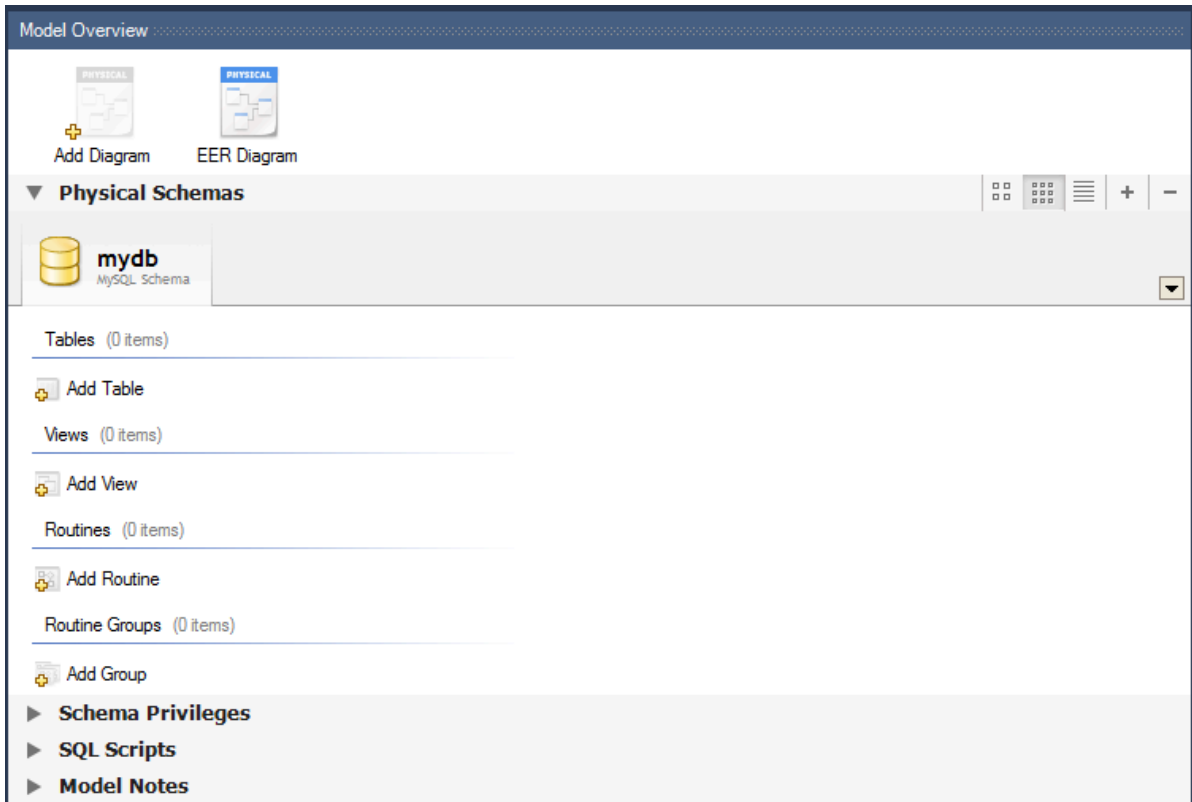 Model Overview
PHYSICAL PHYSICAL
Add Diagram EER Diagram
Physical Schemas
mydb
MySQL Schema
Tables (0 items)
Add Table
Views (0 items)
Add View
Routines (0 items)
Add Routine
Routine Groups (0 items)
Add Group
Schema Privileges
SQL Scripts
Model Notes